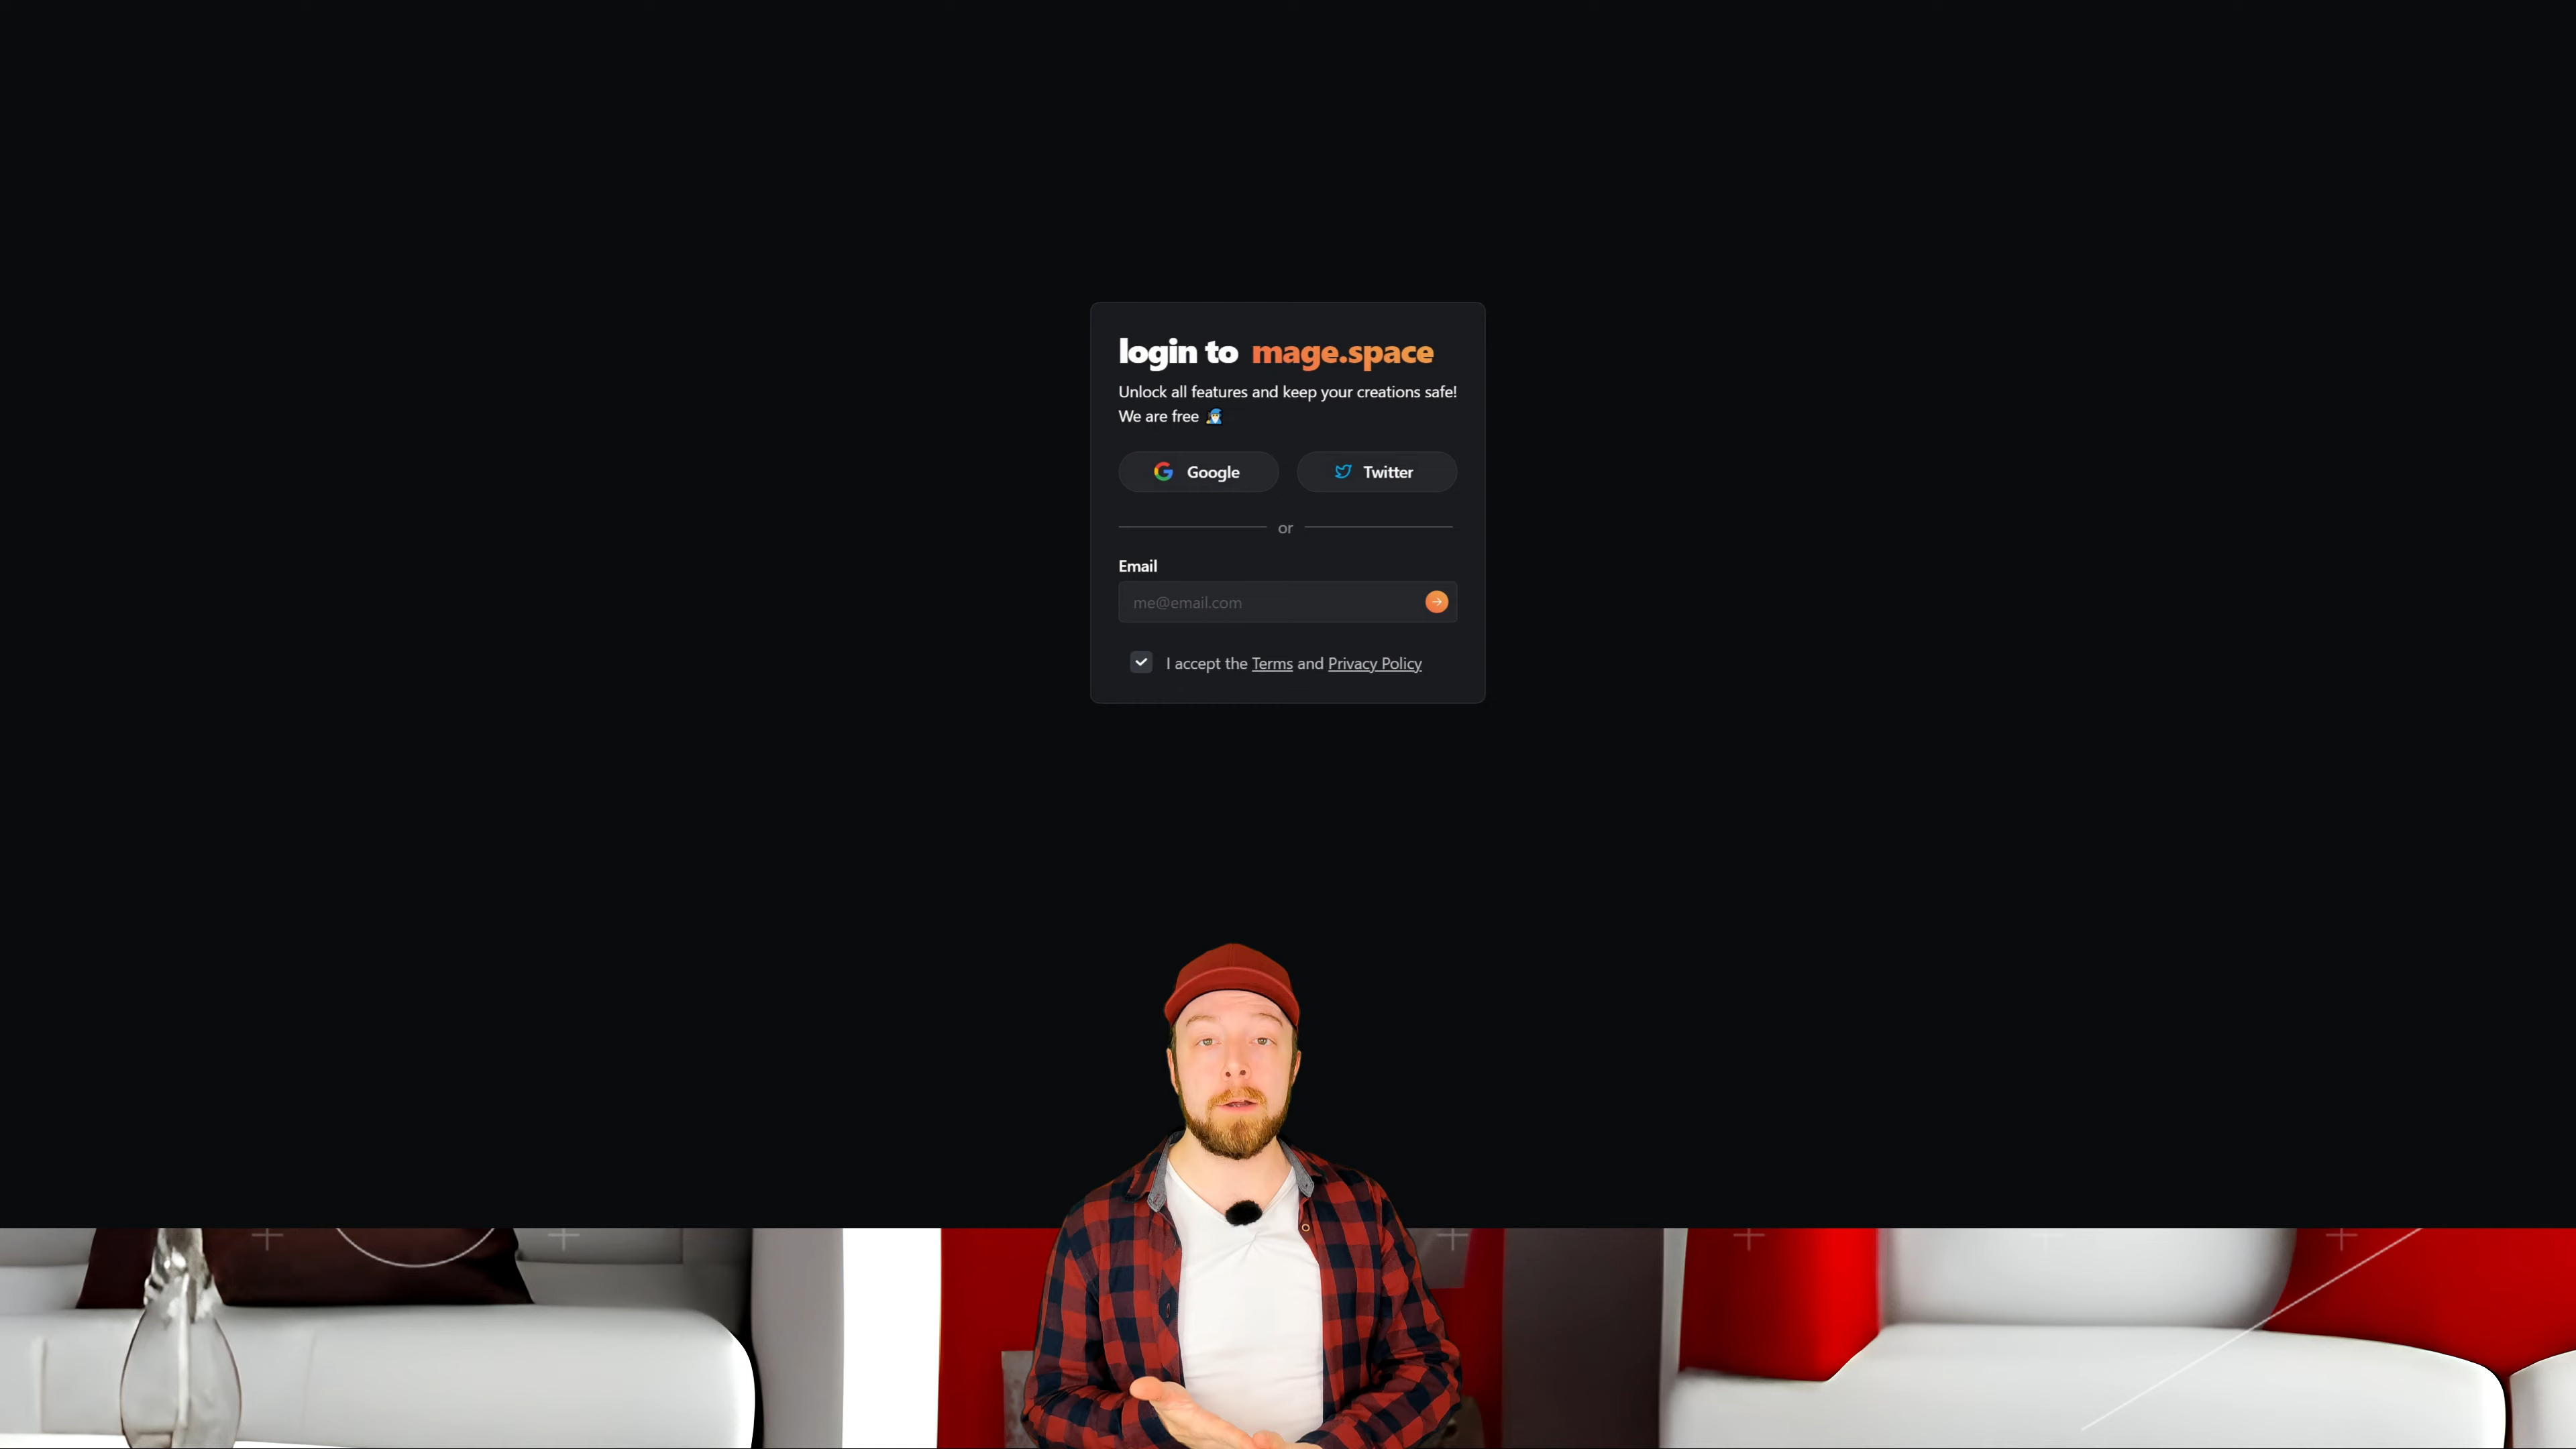 login to mage.space
Unlock all features and keep your creations safe!
We are free
Google
Twitter
or
Email
me@email.com
I accept the Terms and Privacy Policy